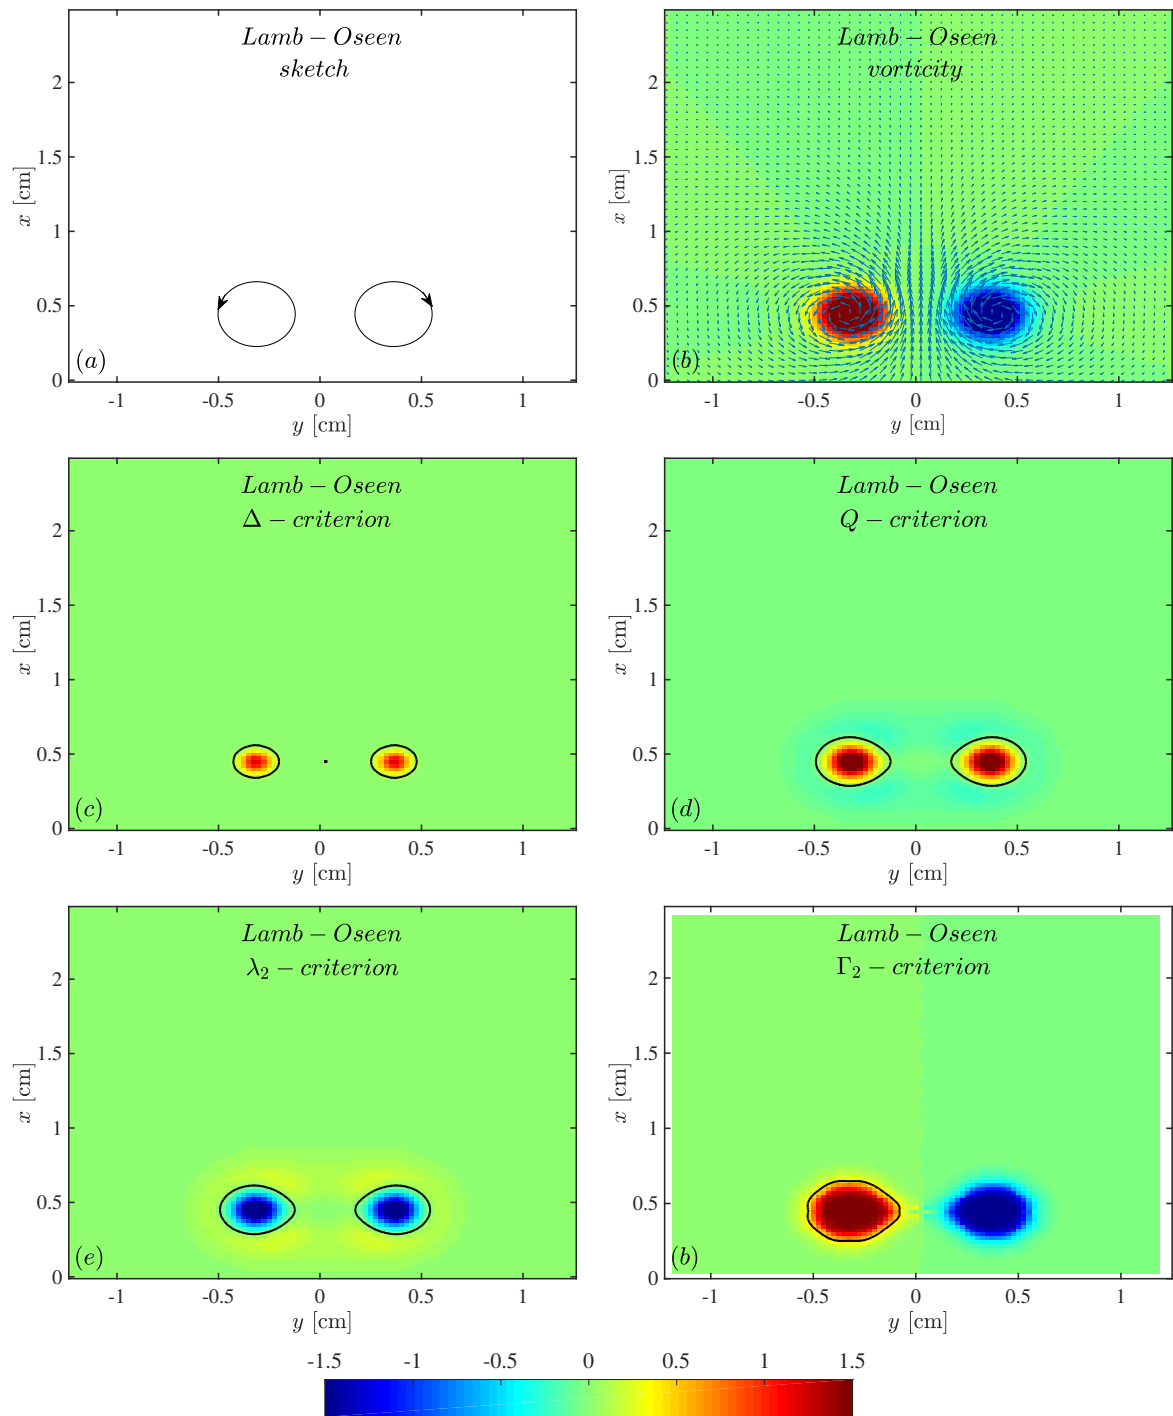 Lamb – Oseen
sketch
2
1.5
1
0.5
0
x [cm]
(a)
-1 -0.5 0 0.5 1
y [cm]
Lamb – Oseen
vorticity
2
1.5
1
0.5
0
x [cm]
(b)
-1 -0.5 0 0.5 1
y [cm]
Lamb – Oseen
Δ – criterion
2
1.5
1
0.5
0
x [cm]
(c)
-1 -0.5 0 0.5 1
y [cm]
Lamb – Oseen
Q – criterion
2
1.5
1
0.5
0
x [cm]
(d)
-1 -0.5 0 0.5 1
y [cm]
Lamb – Oseen
λ₂ – criterion
2
1.5
1
0.5
0
x [cm]
(e)
-1 -0.5 0 0.5 1
y [cm]
Lamb – Oseen
Γ₂ – criterion
2
1.5
1
0.5
0
x [cm]
(b)
-1 -0.5 0 0.5 1
y [cm]
-1.5 -1 -0.5 0 0.5 1 1.5